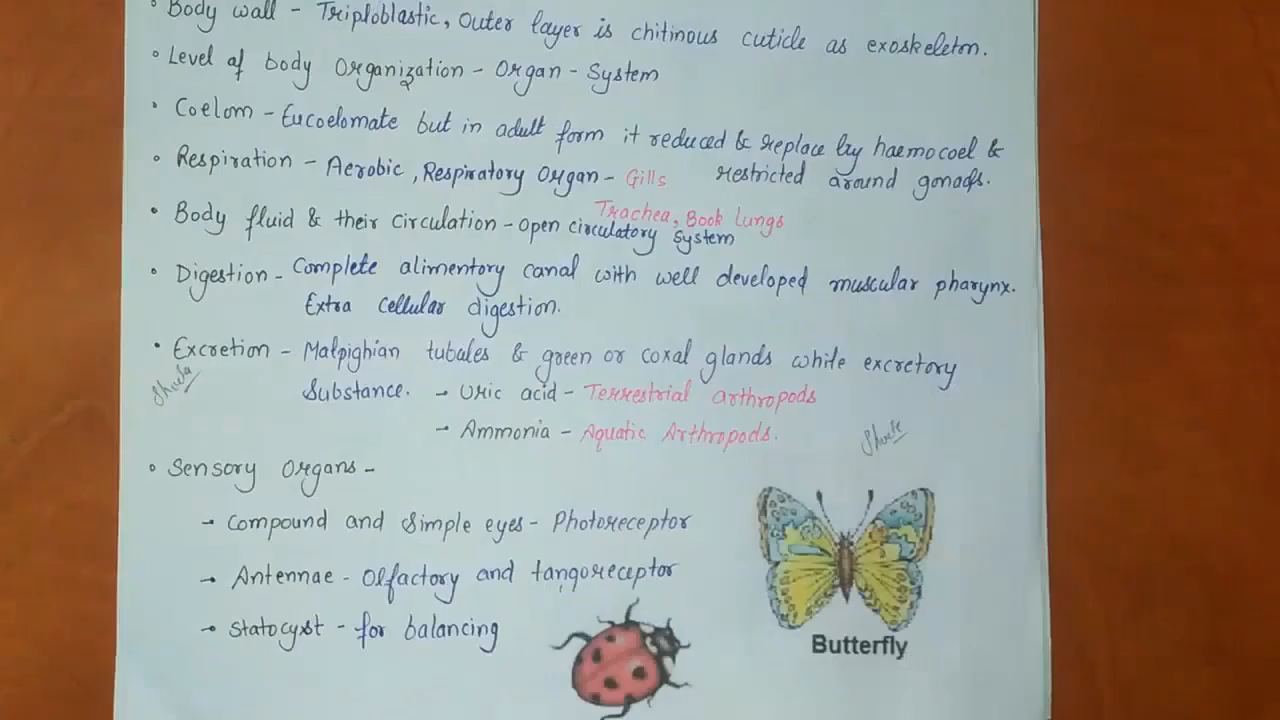 • Body wall - Triploblastic, Outer layer is chitinous cuticle as exoskeleton.
• Level of body Organization - Organ - System
• Coelom - Eucoelomate but in adult form it reduced & replace by haemocoel &
restricted around gonads.
• Respiration - Aerobic, Respiratory Organ - Gills
Trachea, Book lungs
• Body fluid & their circulation - open circulatory system
• Digestion - Complete alimentory canal with well developed muscular pharynx.
Extra cellular digestion.
• Excretion - Malpighian tubules & green or coxal glands while excretory
Substance. → Uric acid - Terrestrial arthropods
→ Ammonia - Aquatic Arthropods.
• Sensory Organs -
→ Compound and Simple eyes - Photoreceptor
→ Antennae - Olfactory and tangoreceptor
→ Statocyst - for balancing
Butterfly